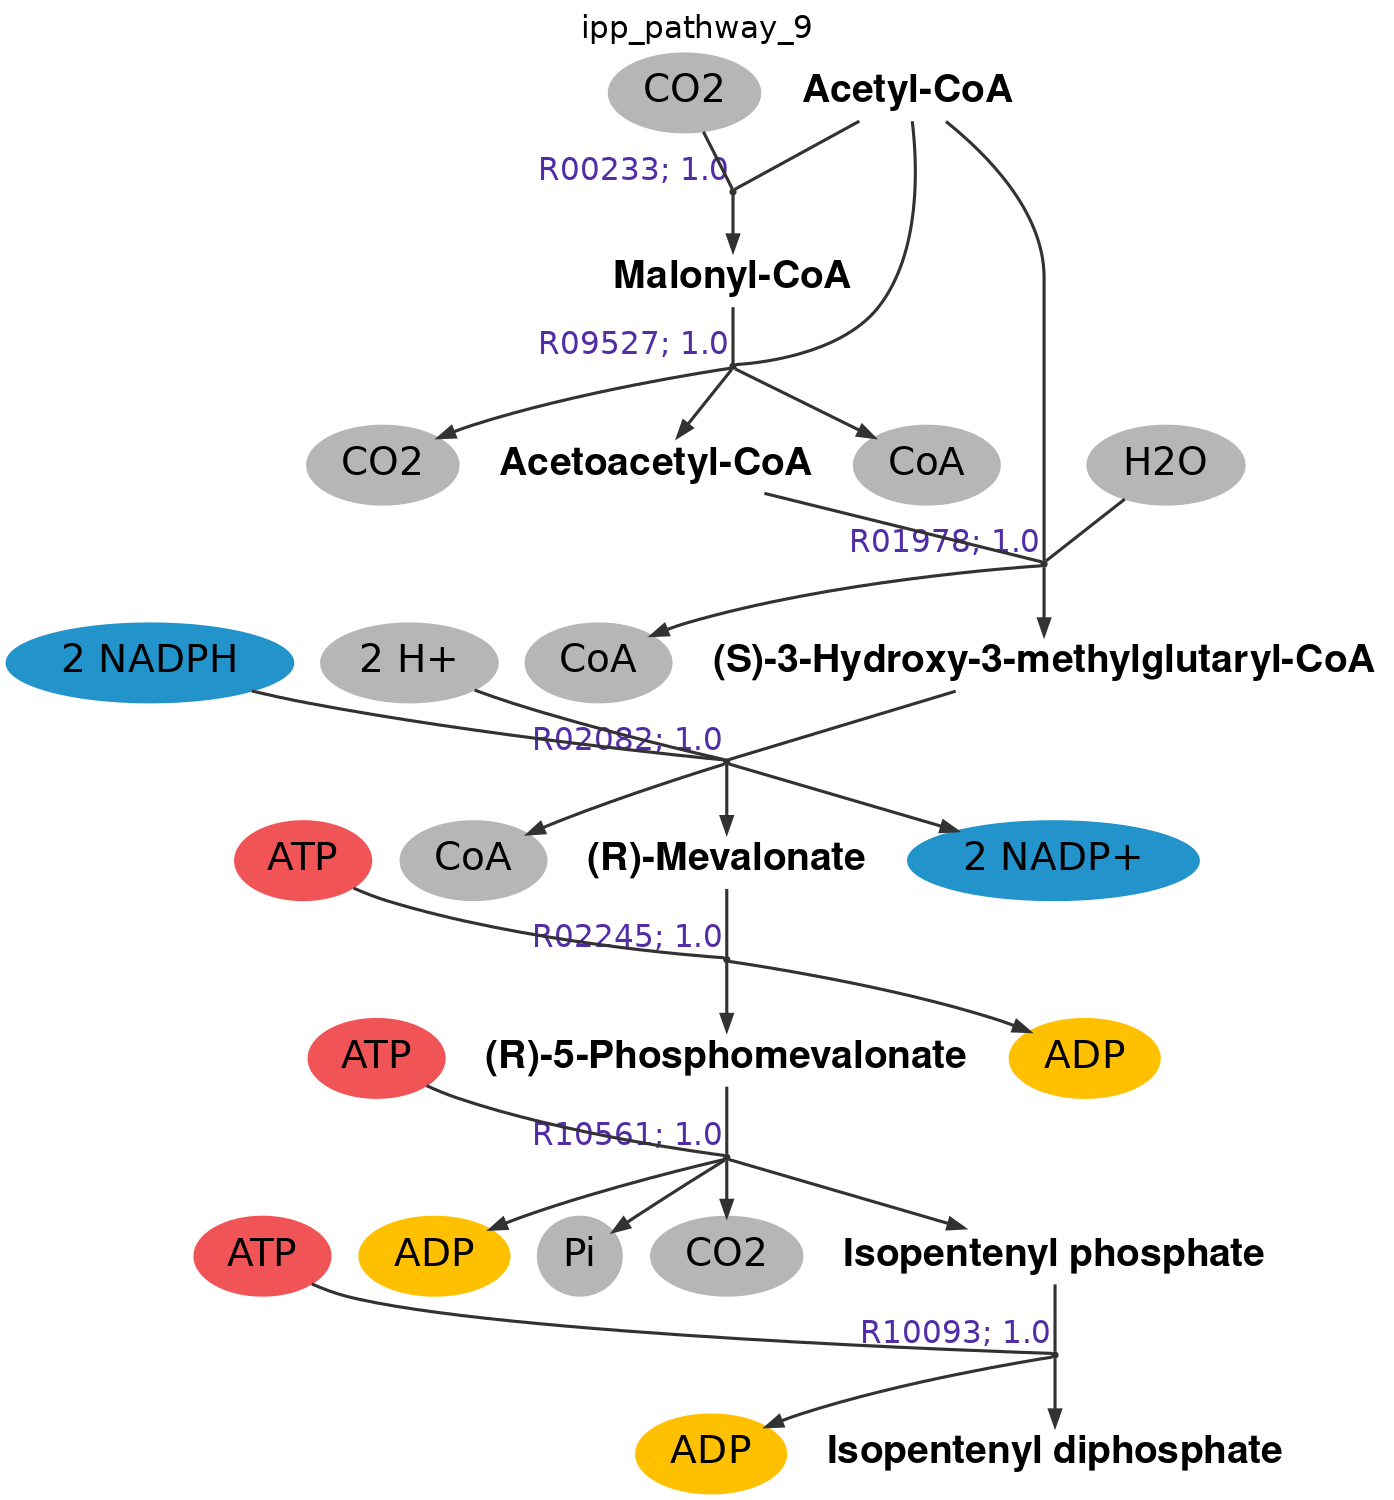 ipp_pathway_9
CO2
Acetyl-CoA
R00233; 1.0
Malonyl-CoA
R09527; 1.0
CO2
Acetoacetyl-CoA
CoA
H2O
R01978; 1.0
2 NADPH
2 H+
CoA
(S)-3-Hydroxy-3-methylglutaryl-CoA
R02082; 1.0
ATP
CoA
(R)-Mevalonate
2 NADP+
R02245; 1.0
ATP
(R)-5-Phosphomevalonate
ADP
R10561; 1.0
ATP
ADP
Pi
CO2
Isopentenyl phosphate
R10093; 1.0
ADP
Isopentenyl diphosphate